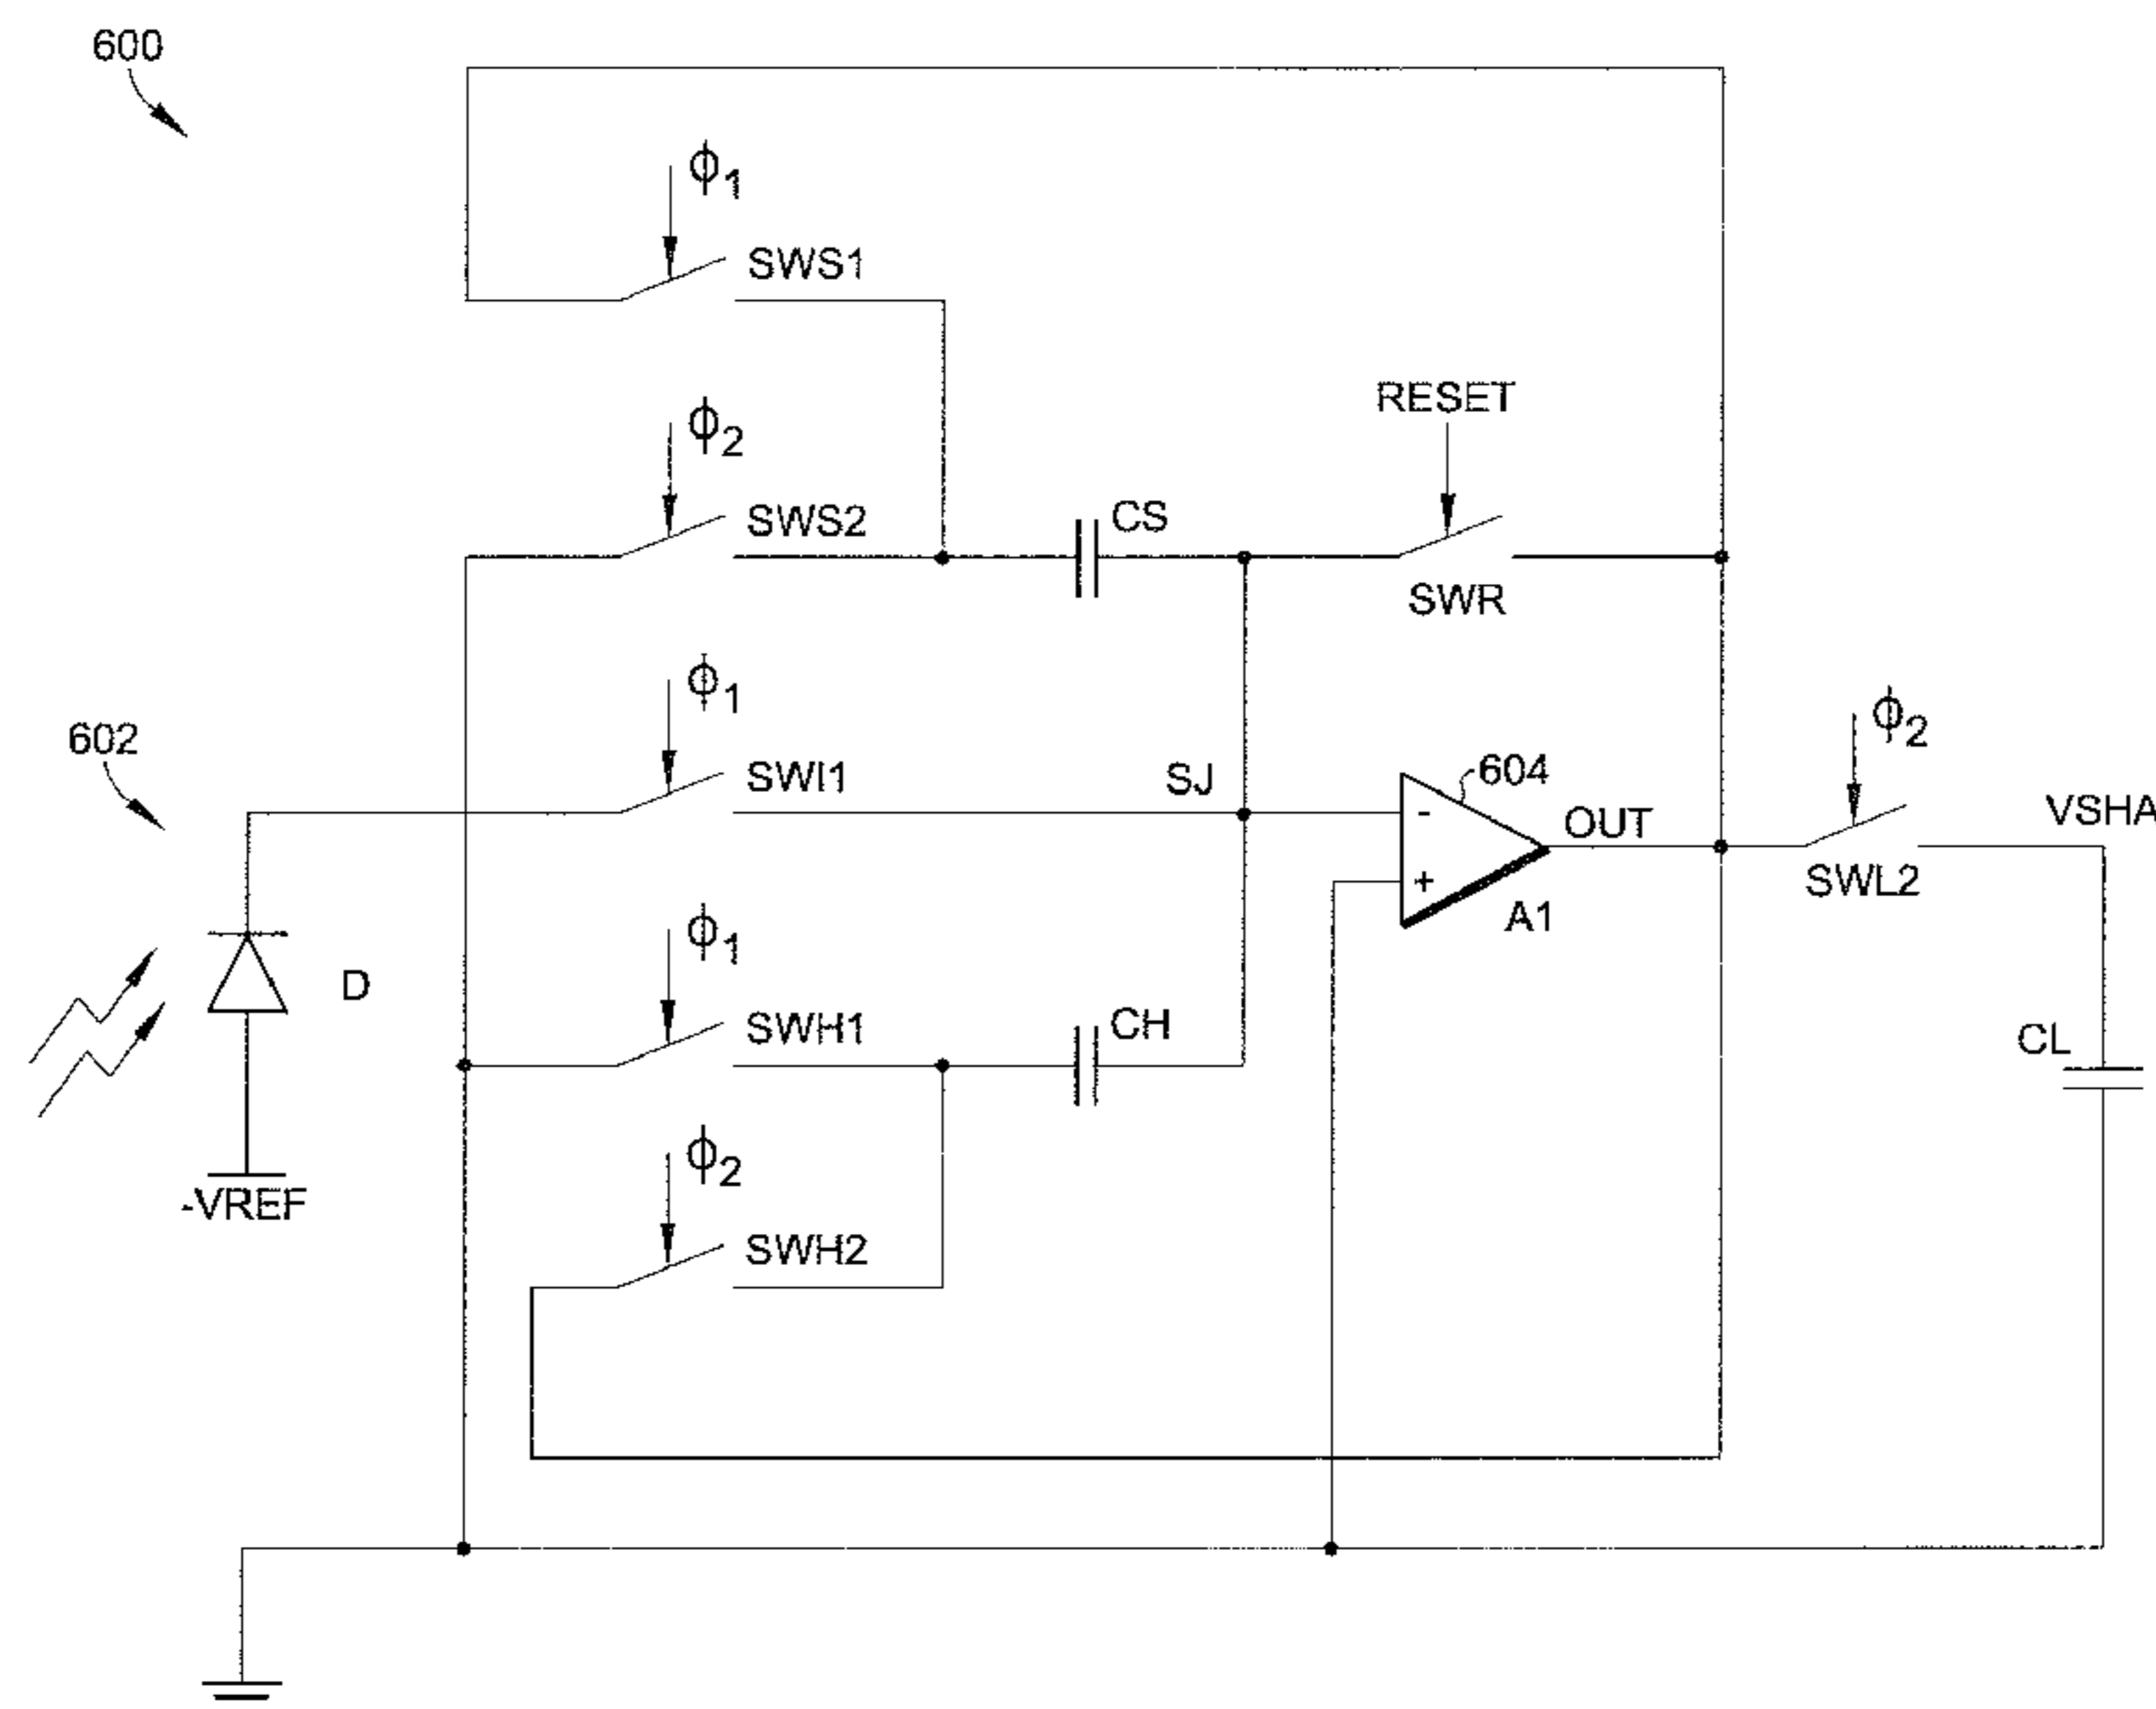 600
ϕ1
SWS1
RESET
ϕ2
SWS2
CS
SWR
ϕ1
ϕ2
602
SWI1
SJ
604
OUT
VSHA
-
+
SWL2
A1
ϕ1
D
SWH1
CH
CL
ϕ2
-VREF
SWH2